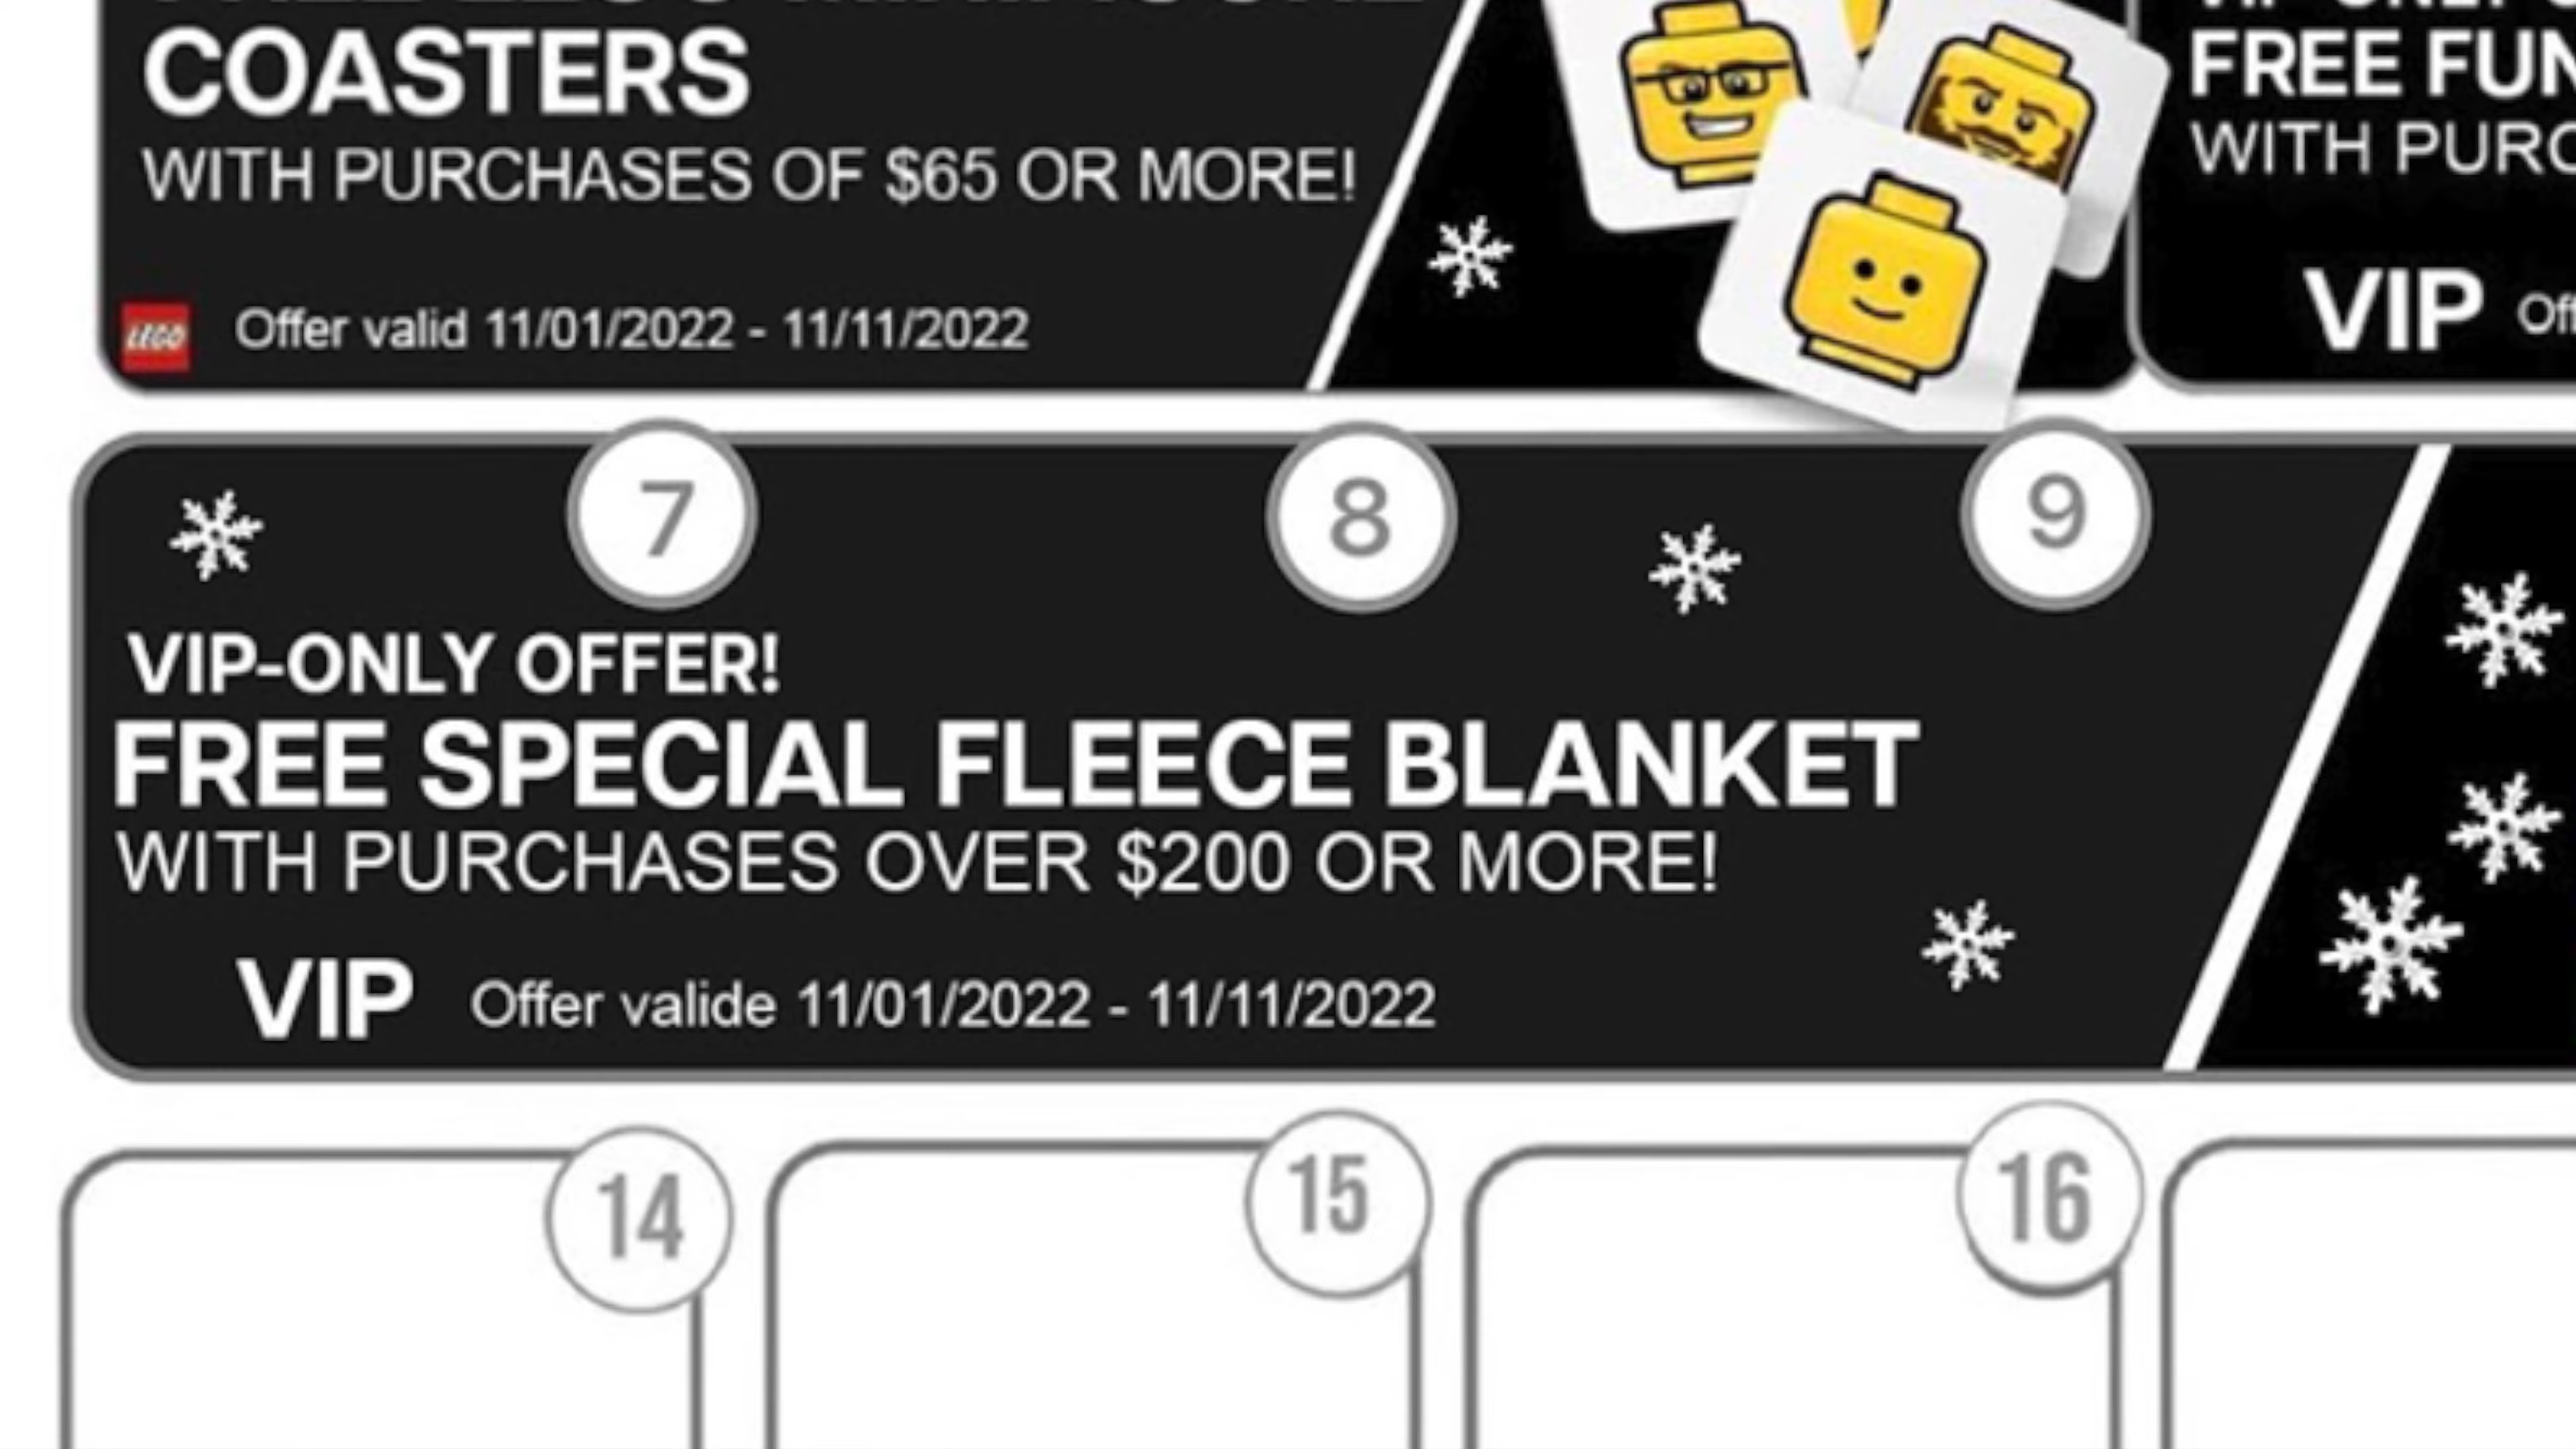 COASTERS
WITH PURCHASES OF $65 OR MORE!
LEGO Offer valid 11/01/2022 - 11/11/2022
FREE FUN
WITH PURC
VIP Off
7
8
9
VIP-ONLY OFFER!
FREE SPECIAL FLEECE BLANKET
WITH PURCHASES OVER $200 OR MORE!
VIP Offer valide 11/01/2022 - 11/11/2022
14
15
16